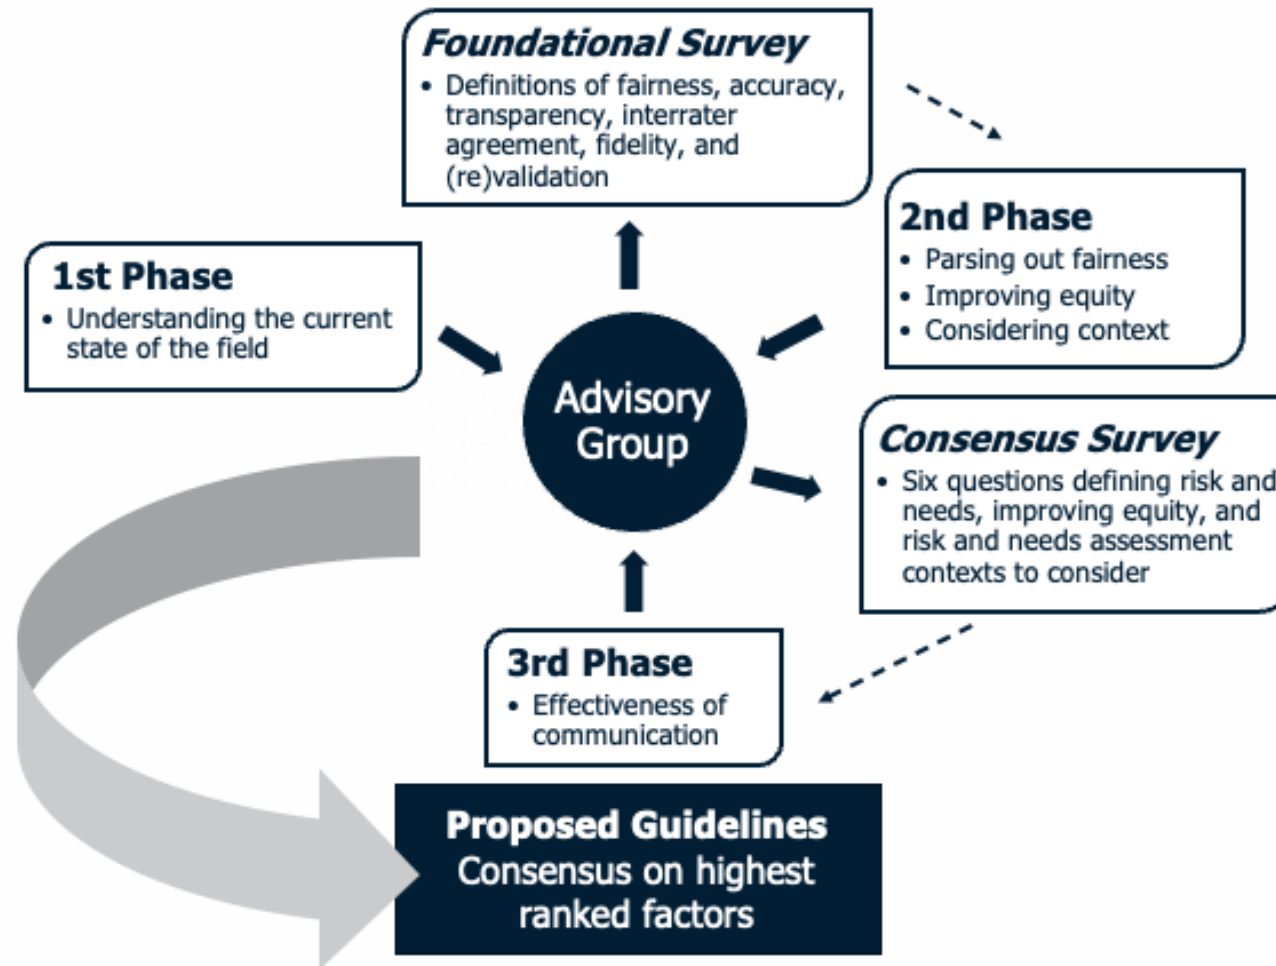 Foundational Survey
• Definitions of fairness, accuracy,
transparency, interrater
agreement, fidelity, and
(re)validation
1st Phase
• Understanding the current
state of the field
2nd Phase
• Parsing out fairness
• Improving equity
• Considering context
Advisory
Group
Consensus Survey
• Six questions defining risk and
needs, improving equity, and
risk and needs assessment
contexts to consider
3rd Phase
• Effectiveness of
communication
Proposed Guidelines
Consensus on highest
ranked factors